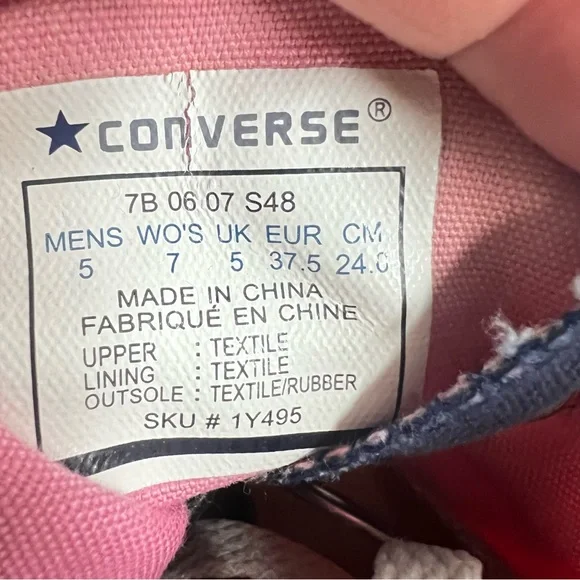 ★CONVERSE®
7B 06 07 S48
MENS WO'S UK EUR CM
5 7 5 37.5 24.0
MADE IN CHINA
FABRIQUÉ EN CHINE
UPPER : TEXTILE
LINING : TEXTILE
OUTSOLE : TEXTILE/RUBBER
SKU # 1Y495